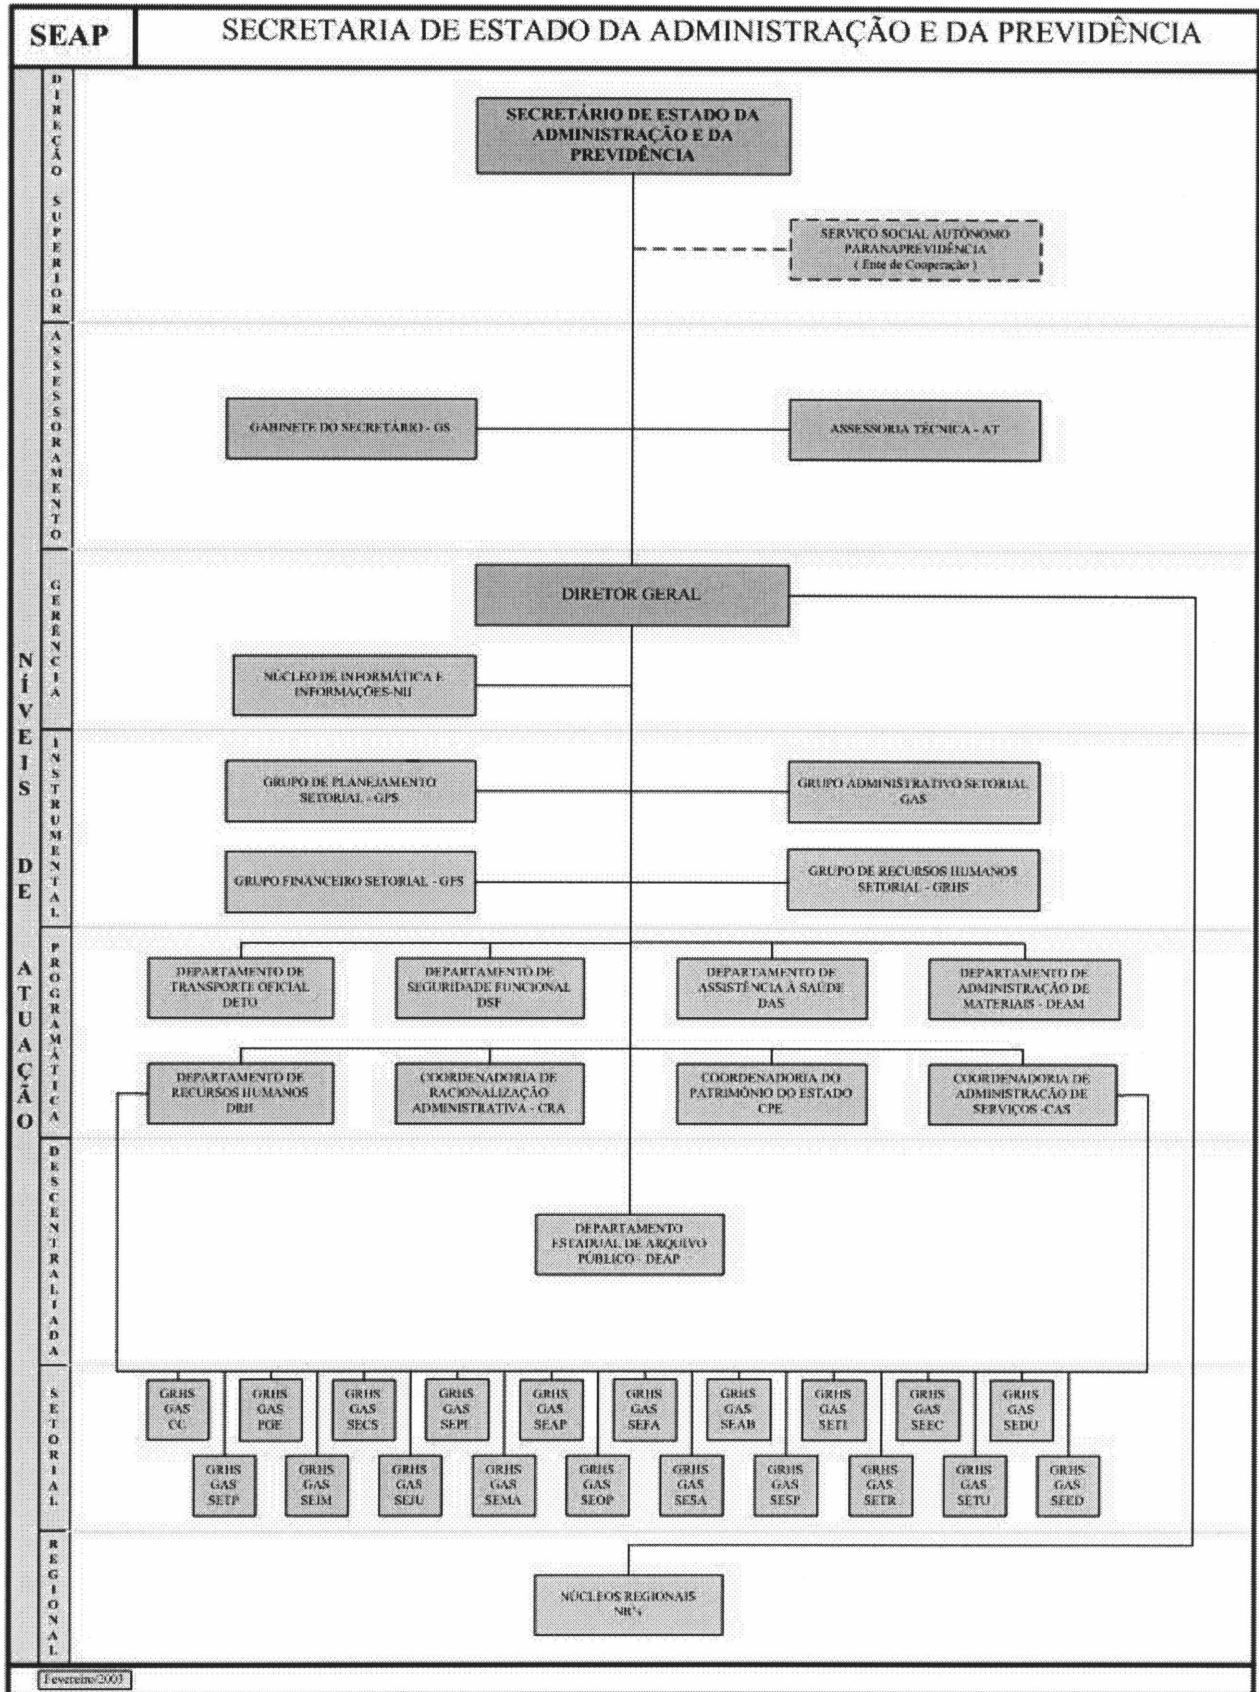 SEAP
SECRETARIA DE ESTADO DA ADMINISTRAÇÃO E DA PREVIDÊNCIA
NÍVEIS DE ATUAÇÃO
DIREÇÃO SUPERIOR
SECRETÁRIO DE ESTADO DA
ADMINISTRAÇÃO E DA
PREVIDÊNCIA
SERVIÇO SOCIAL AUTÔNOMO
PARANAPREVIDÊNCIA
( Ente de Cooperação )
ASSESSORAMENTO
GABINETE DO SECRETÁRIO - GS
ASSESSORIA TÉCNICA - AT
GERÊNCIA
DIRETOR GERAL
NÚCLEO DE INFORMÁTICA E
INFORMAÇÕES-NII
INSTRUMENTAL
GRUPO DE PLANEJAMENTO
SETORIAL - GPS
GRUPO ADMINISTRATIVO SETORIAL
GAS
GRUPO FINANCEIRO SETORIAL - GFS
GRUPO DE RECURSOS HUMANOS
SETORIAL - GRHS
PROGRAMÁTICA
DEPARTAMENTO DE
TRANSPORTE OFICIAL
DETO
DEPARTAMENTO DE
SEGURIDADE FUNCIONAL
DSF
DEPARTAMENTO DE
ASSISTÊNCIA À SAÚDE
DAS
DEPARTAMENTO DE
ADMINISTRAÇÃO DE
MATERIAIS - DEAM
DEPARTAMENTO DE
RECURSOS HUMANOS
DRH
COORDENADORIA DE
RACIONALIZAÇÃO
ADMINISTRATIVA - CRA
COORDENADORIA DO
PATRIMÔNIO DO ESTADO
CPE
COORDENADORIA DE
ADMINISTRAÇÃO DE
SERVIÇOS -CAS
DESCENTRALIADA
DEPARTAMENTO
ESTADUAL DE ARQUIVO
PÚBLICO - DEAP
SETORIAL
GRHS
GAS
CC
GRHS
GAS
PGE
GRHS
GAS
SECS
GRHS
GAS
SEPL
GRHS
GAS
SEAP
GRHS
GAS
SEFA
GRHS
GAS
SEAB
GRHS
GAS
SETI
GRHS
GAS
SEEC
GRHS
GAS
SEDU
GRHS
GAS
SETP
GRHS
GAS
SEIM
GRHS
GAS
SEJU
GRHS
GAS
SEMA
GRHS
GAS
SEOP
GRHS
GAS
SESA
GRHS
GAS
SESP
GRHS
GAS
SETR
GRHS
GAS
SETU
GRHS
GAS
SEED
REGIONAL
NÚCLEOS REGIONAIS
NR's
Fevereiro/2003